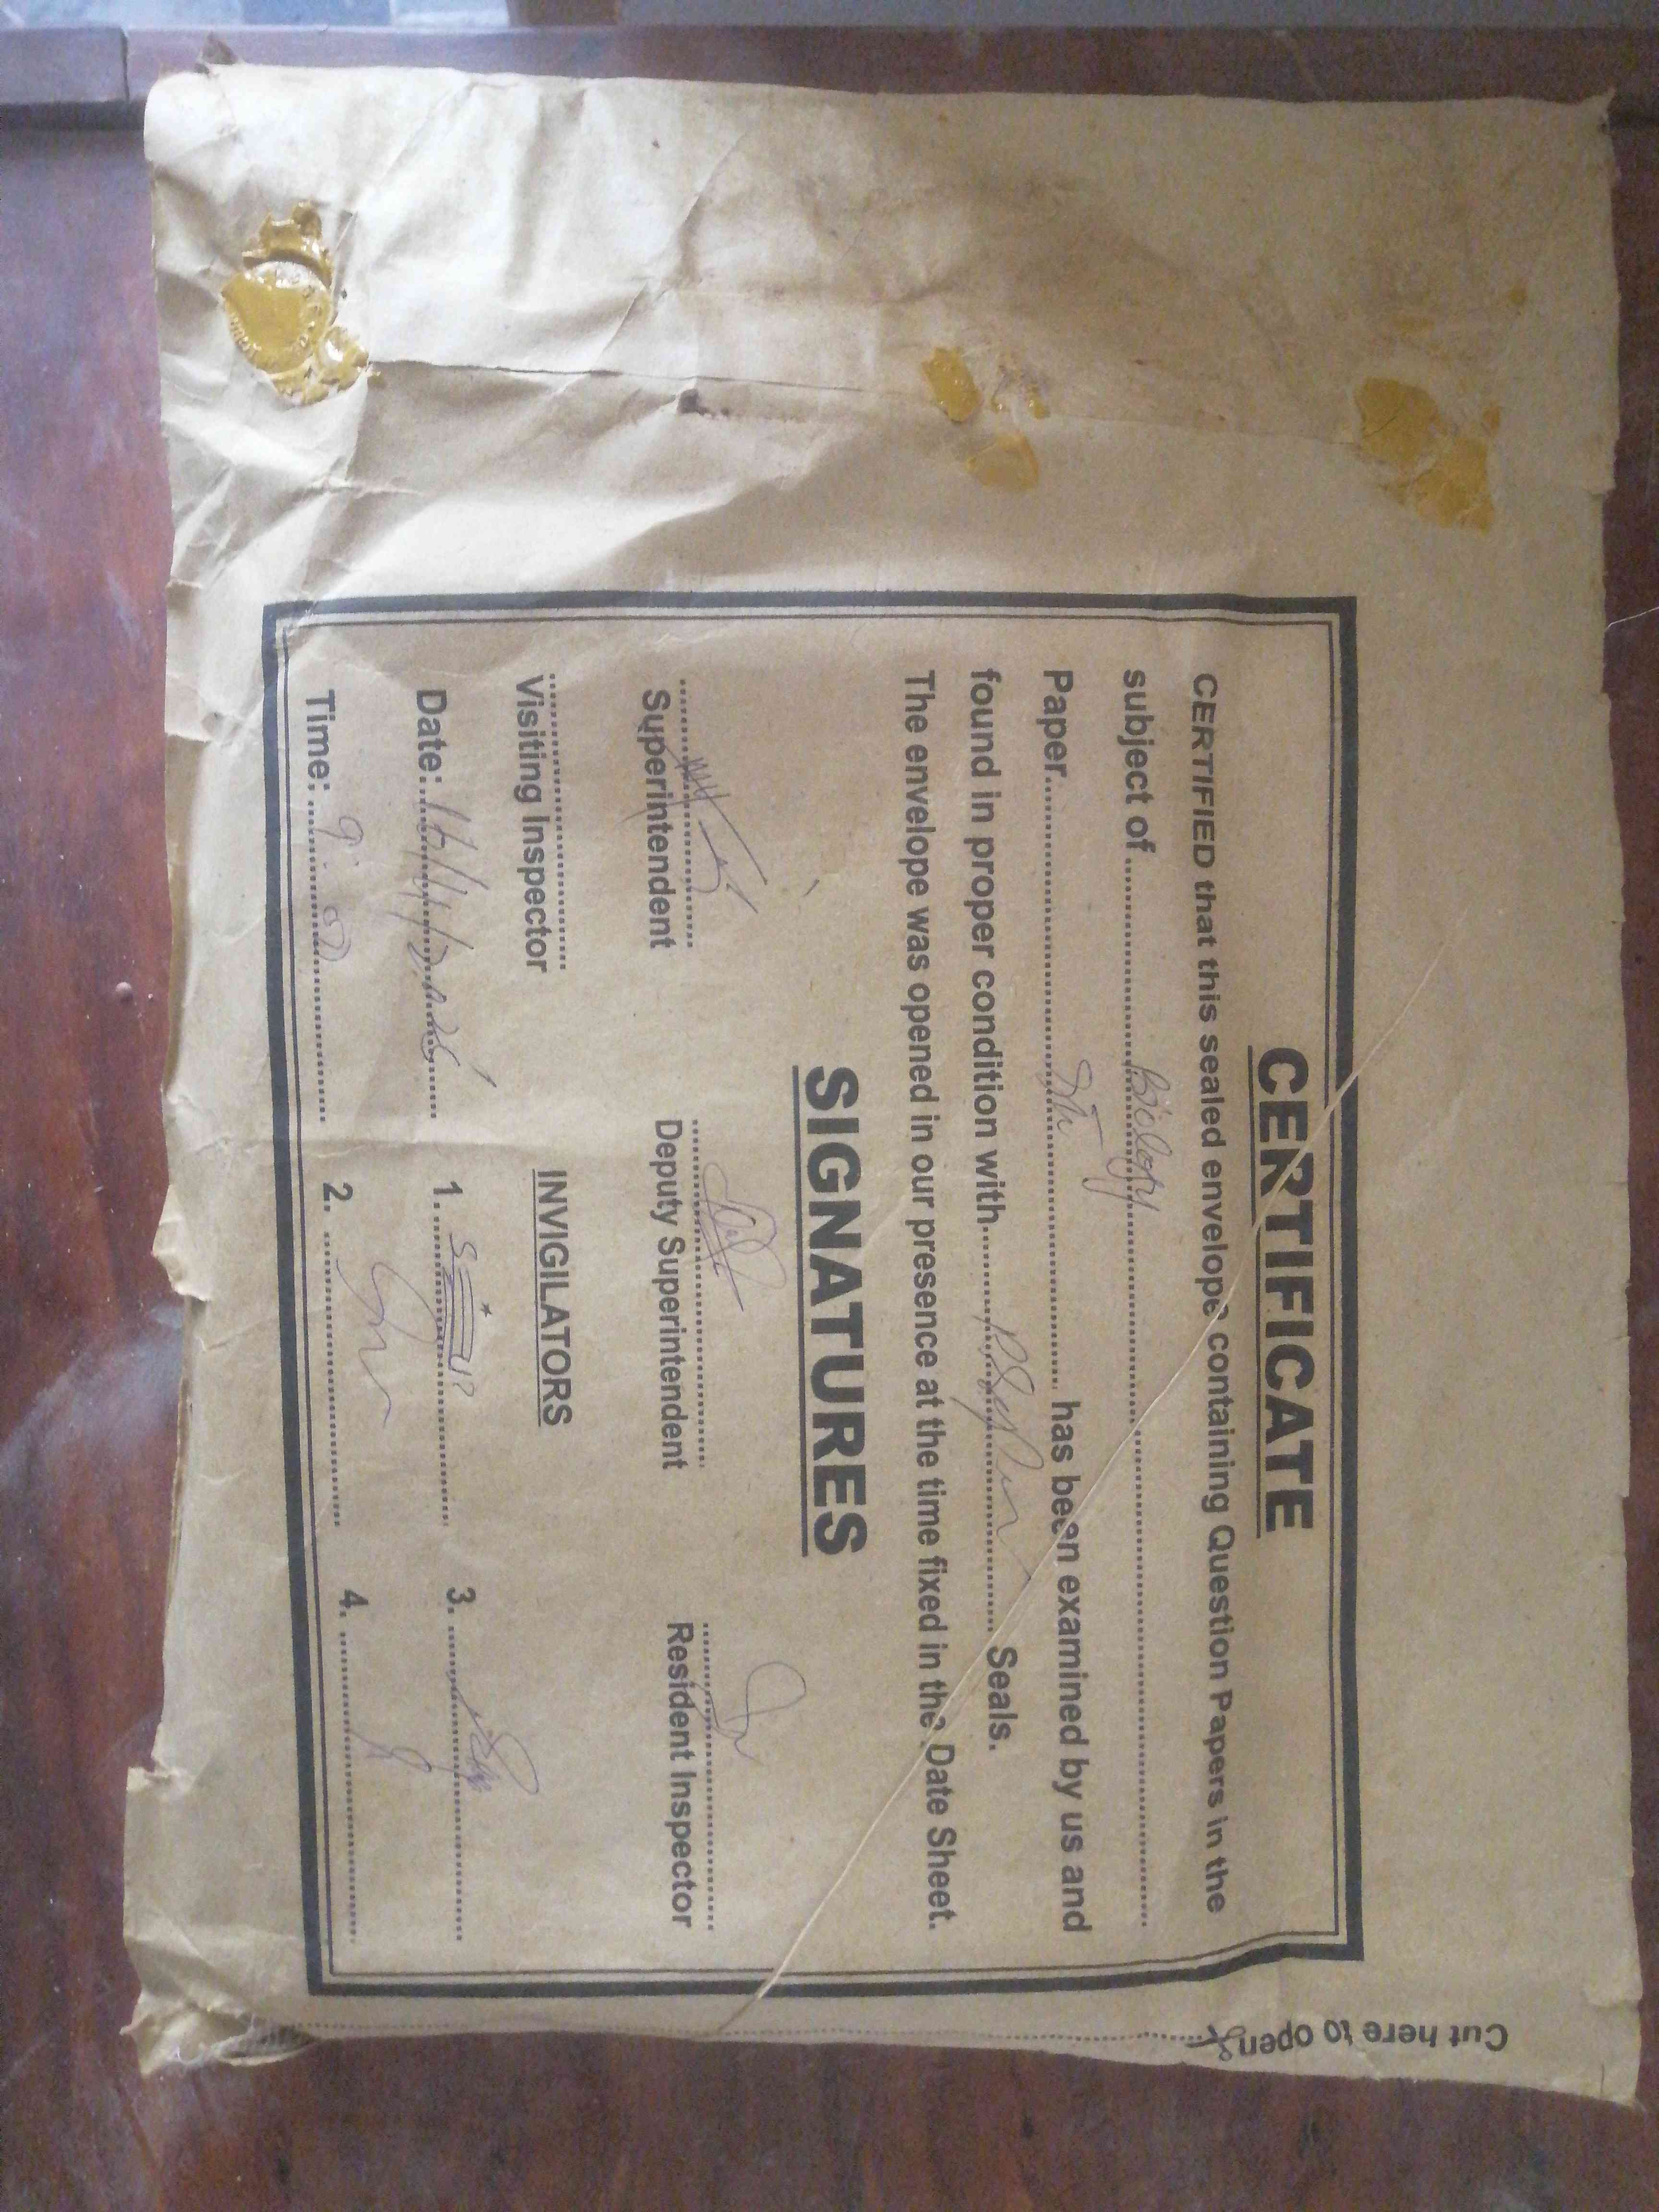 CERTIFICATE
CERTIFIED that this sealed envelope containing Question Papers in the
subject of.......Biology.......
Paper.............. has been examined by us and
found in proper condition with.............. Seals.
The envelope was opened in our presence at the time fixed in the Date Sheet.
SIGNATURES
Superintendent Deputy Superintendent Resident Inspector
Visiting Inspector INVIGILATORS
Date: 1. 3.
Time: 2. 4.
Cut here to open